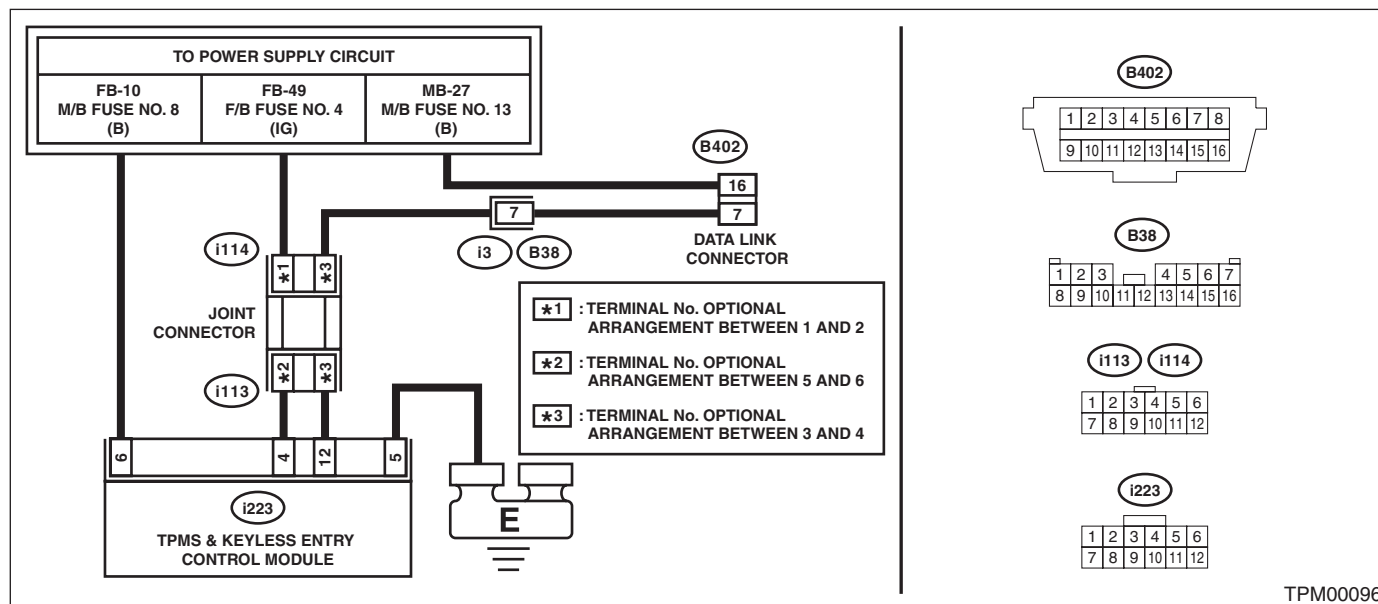 TO POWER SUPPLY CIRCUIT
FB-10
M/B FUSE NO. 8
(B)
FB-49
F/B FUSE NO. 4
(IG)
MB-27
M/B FUSE NO. 13
(B)
B402
16
7
7
i3 B38
DATA LINK
CONNECTOR
i114
*1 *3
JOINT
CONNECTOR
i113
*2 *3
*1 : TERMINAL No. OPTIONAL
ARRANGEMENT BETWEEN 1 AND 2
*2 : TERMINAL No. OPTIONAL
ARRANGEMENT BETWEEN 5 AND 6
*3 : TERMINAL No. OPTIONAL
ARRANGEMENT BETWEEN 3 AND 4
6 4 12 5
i223
TPMS & KEYLESS ENTRY
CONTROL MODULE
E
B402
1 2 3 4 5 6 7 8
9 10 11 12 13 14 15 16
B38
1 2 3 4 5 6 7
8 9 10 11 12 13 14 15 16
i113 i114
1 2 3 4 5 6
7 8 9 10 11 12
i223
1 2 3 4 5 6
7 8 9 10 11 12
TPM00096